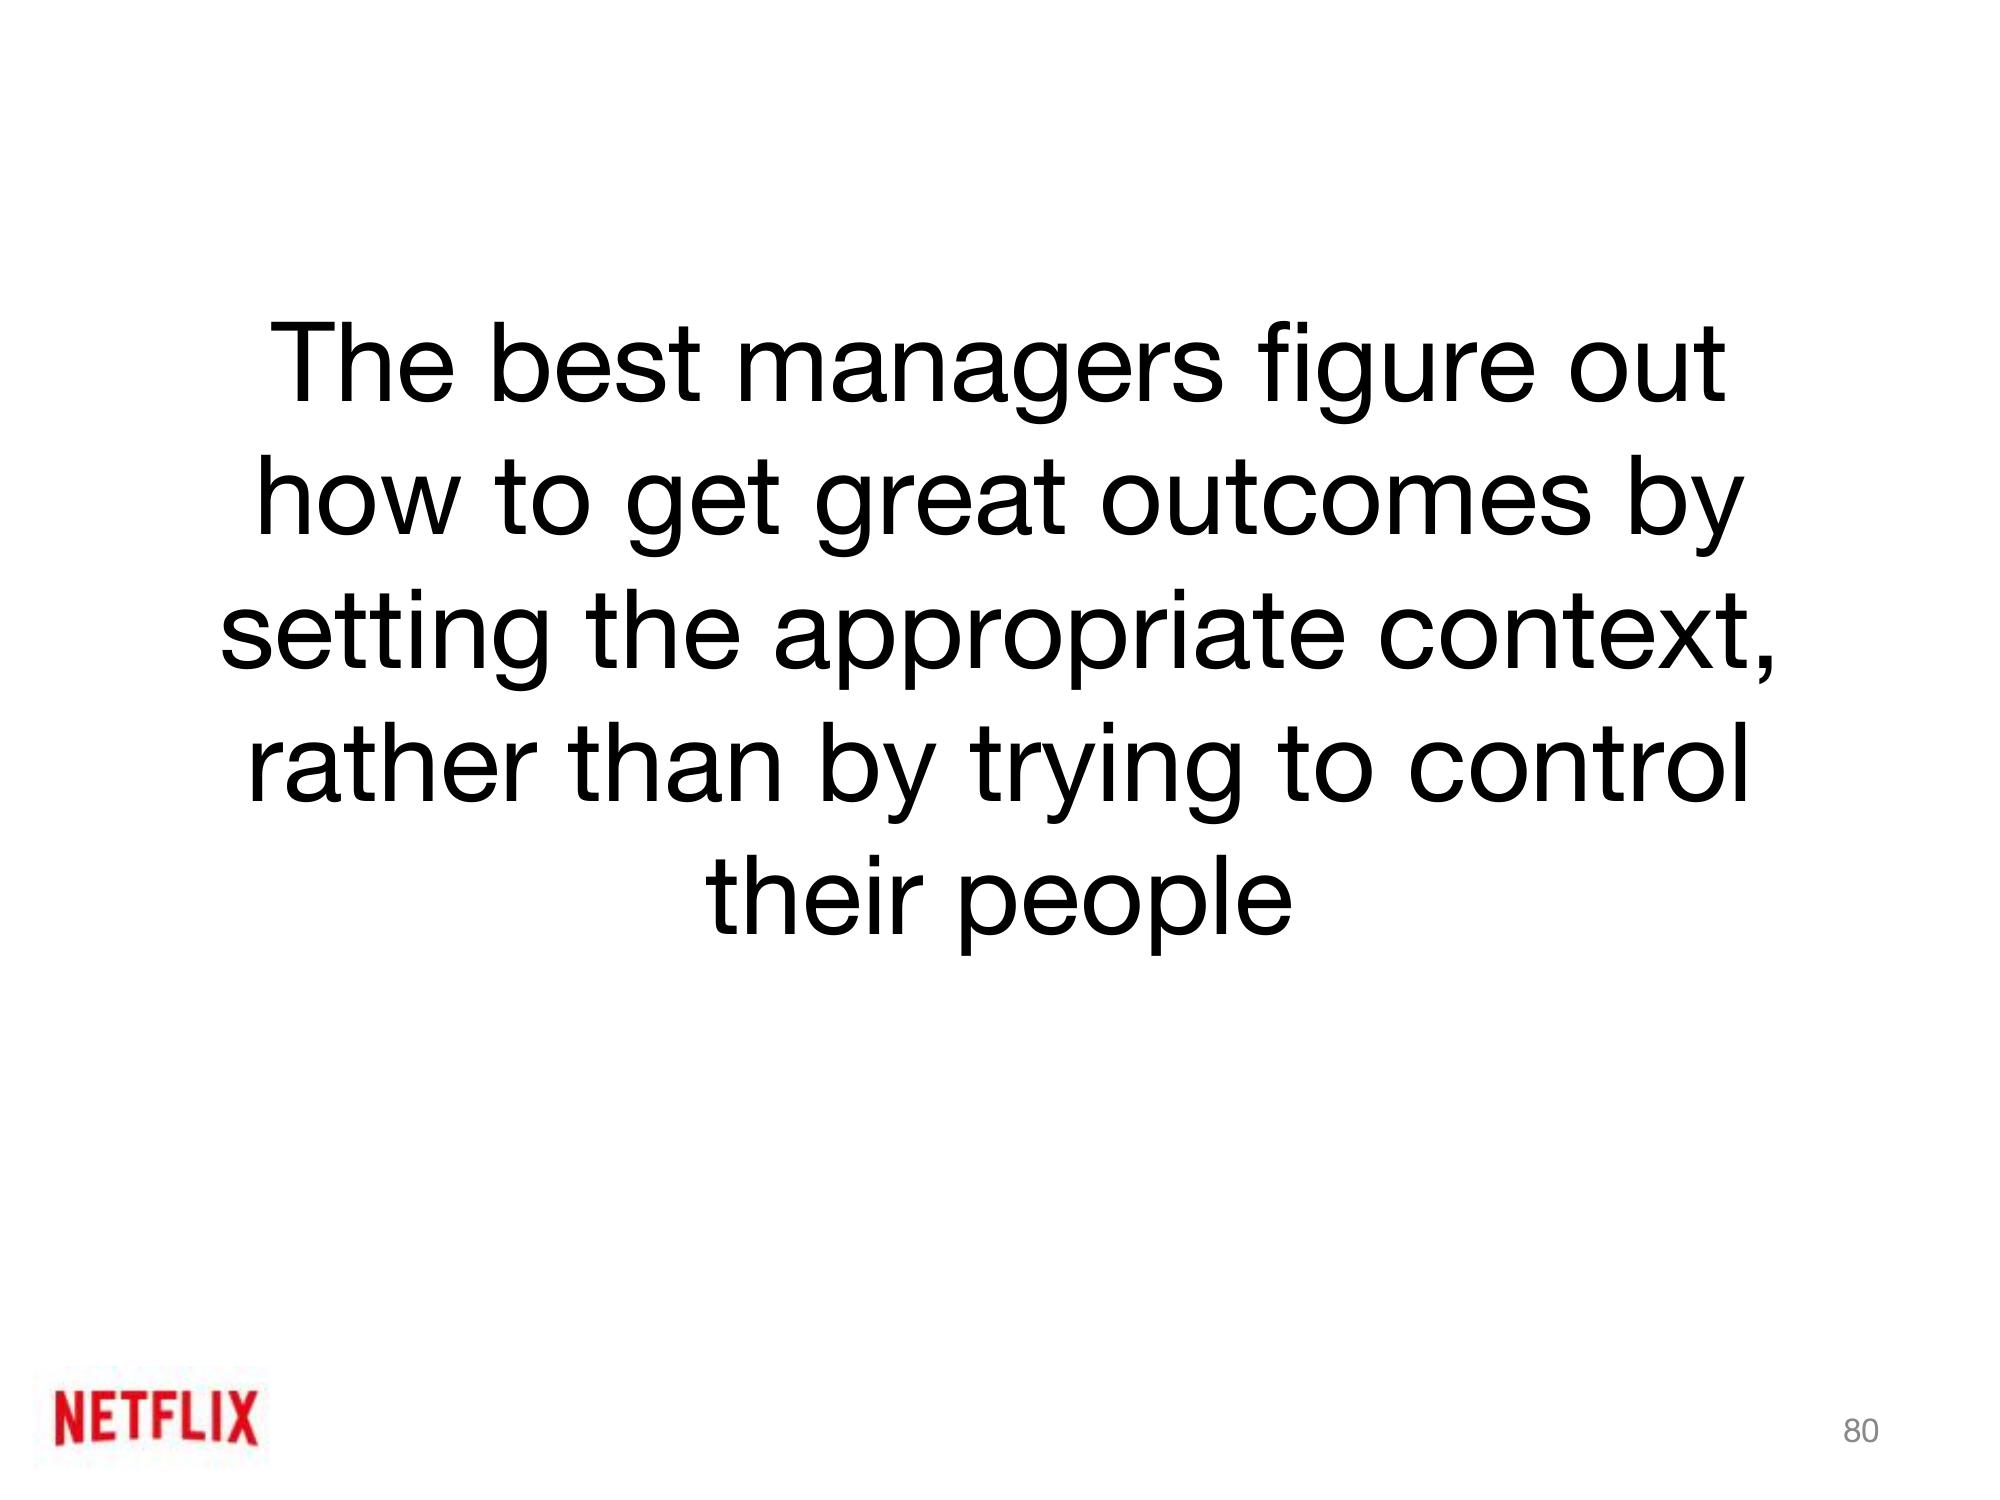 The best managers figure out
how to get great outcomes by
setting the appropriate context,
rather than by trying to control
their people
NETFLIX
80